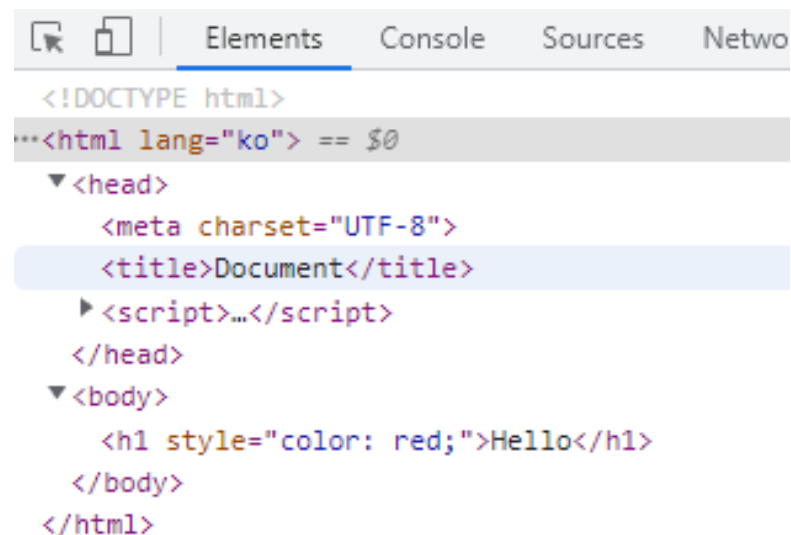 Elements Console Sources Netwo
<!DOCTYPE html>
···<html lang="ko"> == $0
▼<head>
<meta charset="UTF-8">
<title>Document</title>
▶<script>…</script>
</head>
▼<body>
<h1 style="color: red;">Hello</h1>
</body>
</html>